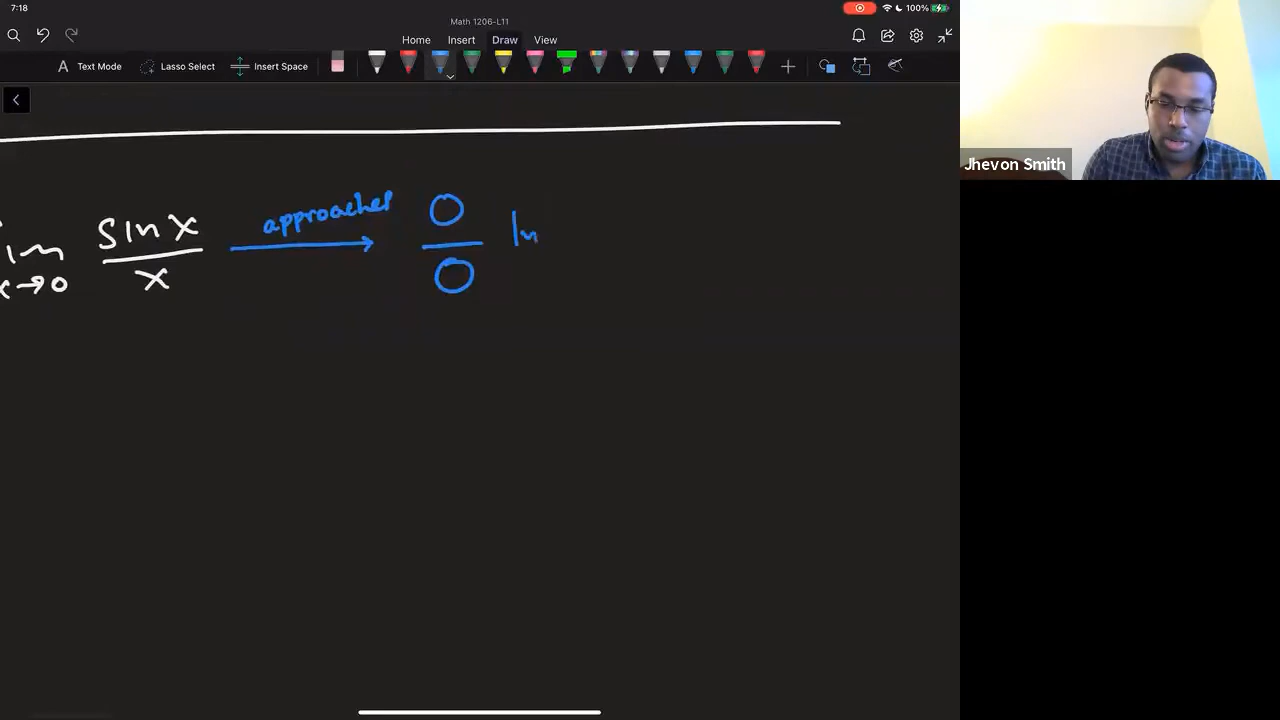 7:18
100%
Math 1206-L11
Home Insert Draw View
Text Mode Lasso Select Insert Space
Jhevon Smith
im sin x / x approaches 0 / 0 In
x→0